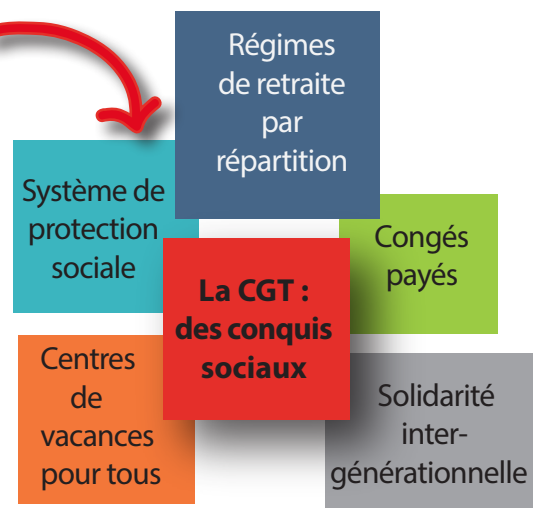 Régimes
de retraite
par
répartition
Système de
protection
sociale
Congés
payés
La CGT :
des conquis
sociaux
Centres
de
vacances
pour tous
Solidarité
inter-
générationnelle